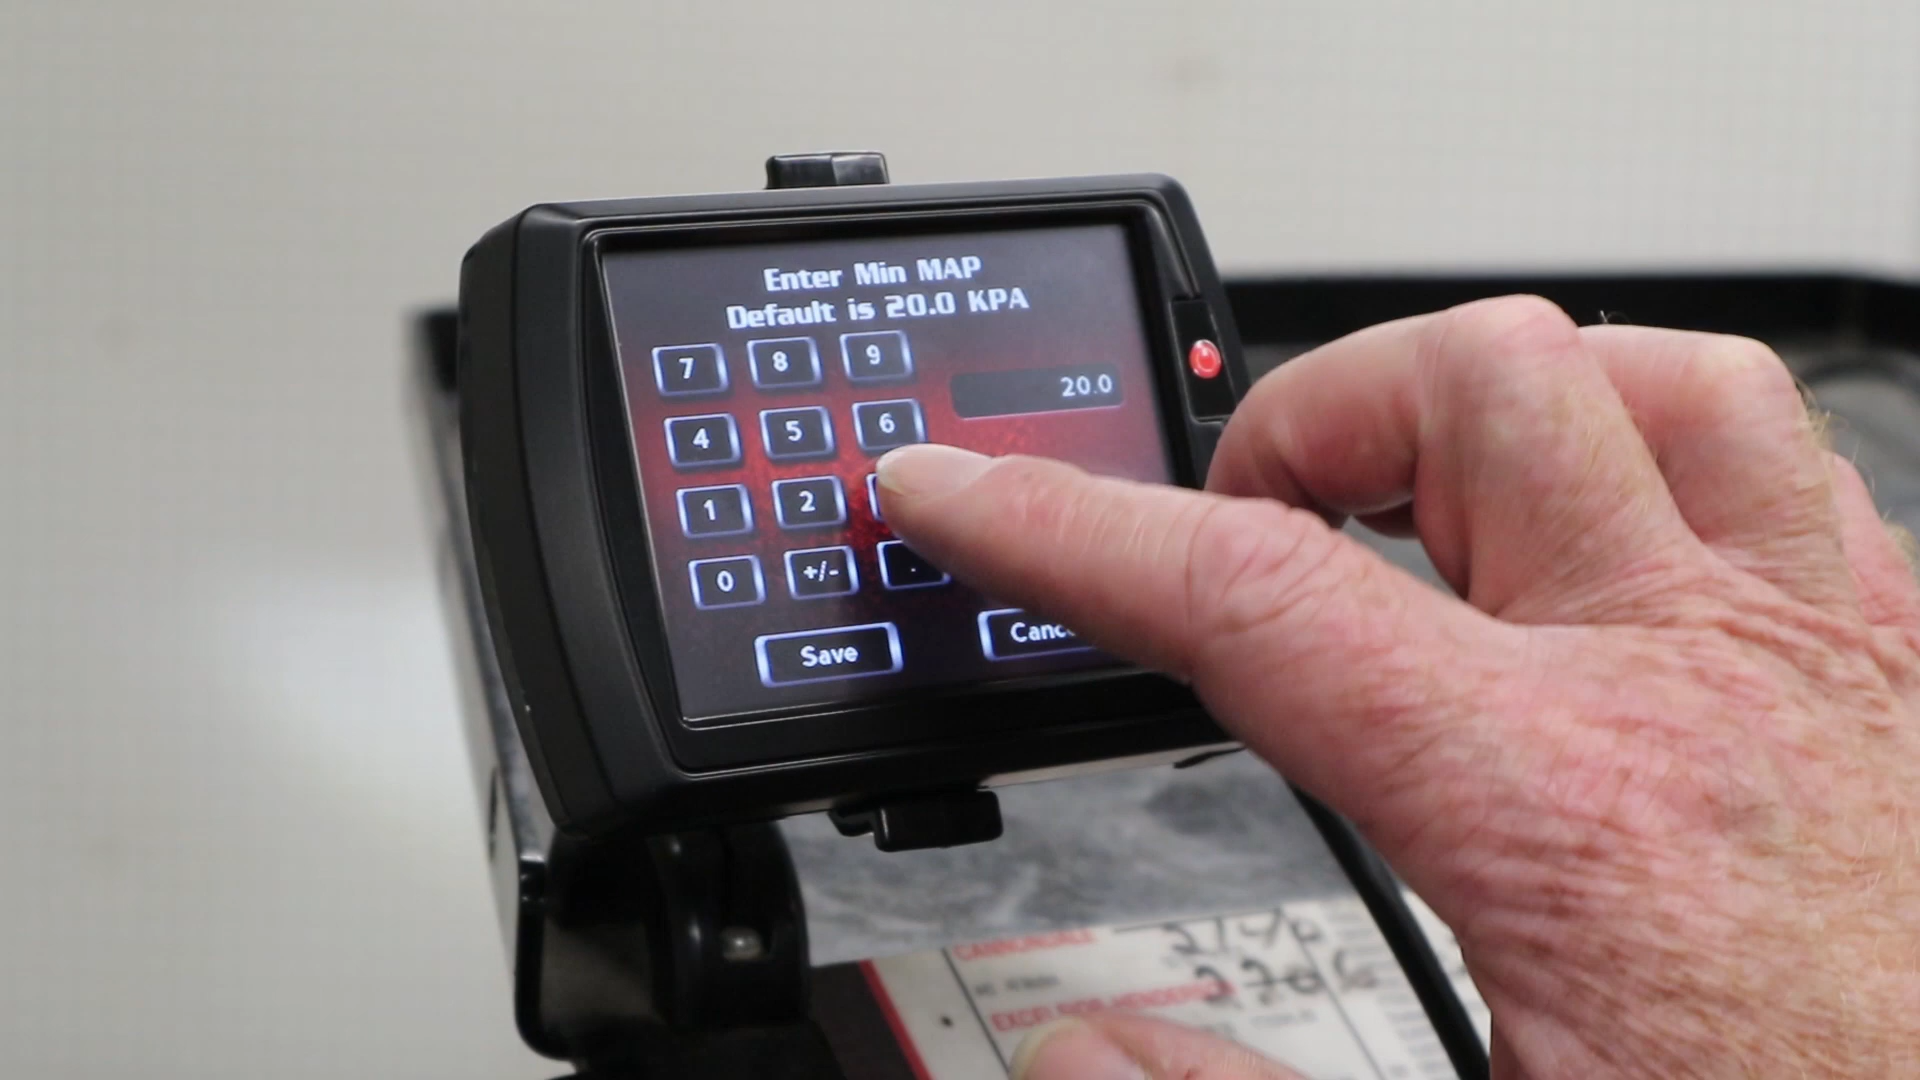 Enter Min MAP
Default is 20.0 KPA
7 8 9
20.0
4 5 6
1 2
0 +/- .
Save
CANNONDALE